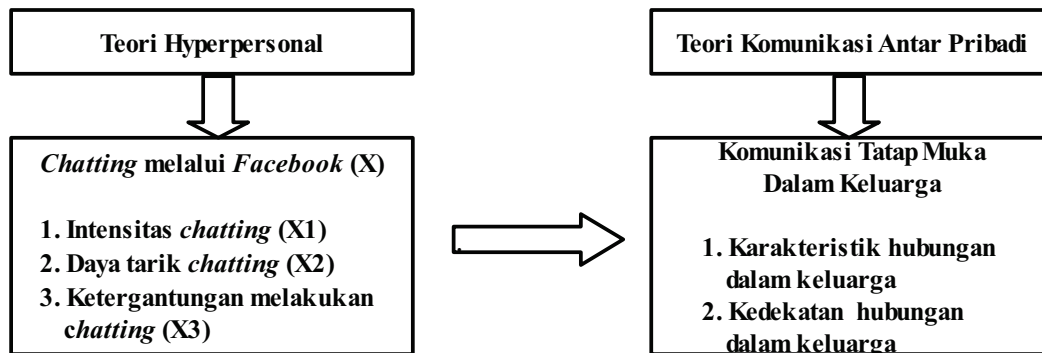 Teori Hyperpersonal
Teori Komunikasi Antar Pribadi
Chatting melalui Facebook (X)
1. Intensitas chatting (X1)
2. Daya tarik chatting (X2)
3. Ketergantungan melakukan
chatting (X3)
Komunikasi Tatap Muka
Dalam Keluarga
1. Karakteristik hubungan
dalam keluarga
2. Kedekatan hubungan
dalam keluarga